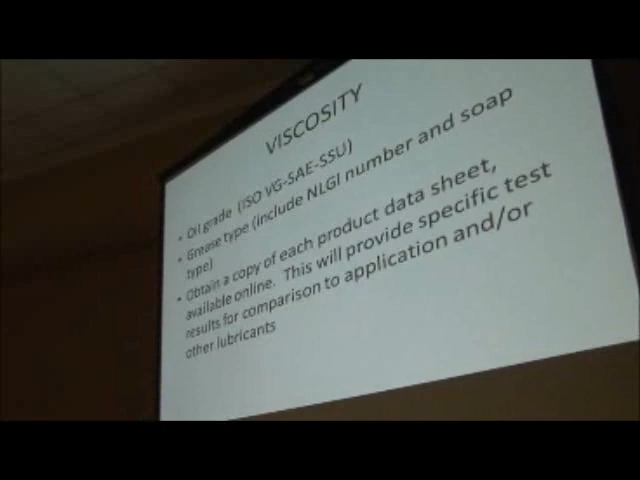 VISCOSITY
• Oil grade (ISO VG-SAE-SSU)
• Grease type (include NLGI number and soap
type)
• Obtain a copy of each product data sheet,
available online. This will provide specific test
results for comparison to application and/or
other lubricants